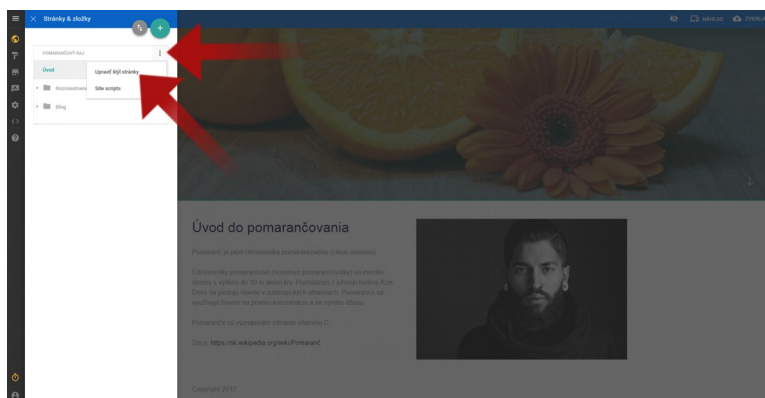 Stránky & zložky
NÁHĽAD
POMARANČOVÝ RAJ
Úvod
Upraviť štýl stránky
Site scripts
Blog
Úvod do pomarančovania
Pomaranč je plod citrónovníka pomarančového (citrus sinensis)
Citrónovníky pomarančové (hovorovo pomarančovníky) sú menšie
stromy s výškou do 10 m alebo kry. Pochádzajú z juhovýchodnej Ázie.
Dnes sa pestujú hlavne v subtropických oblastiach. Pomaranče sa
využívajú hlavne na priamu konzumáciu a na výrobu džúsu.
Pomaranče sú významným zdrojom vitamínu C.
Zdroj: https://sk.wikipedia.org/wiki/Pomaranč
Copyright 2017